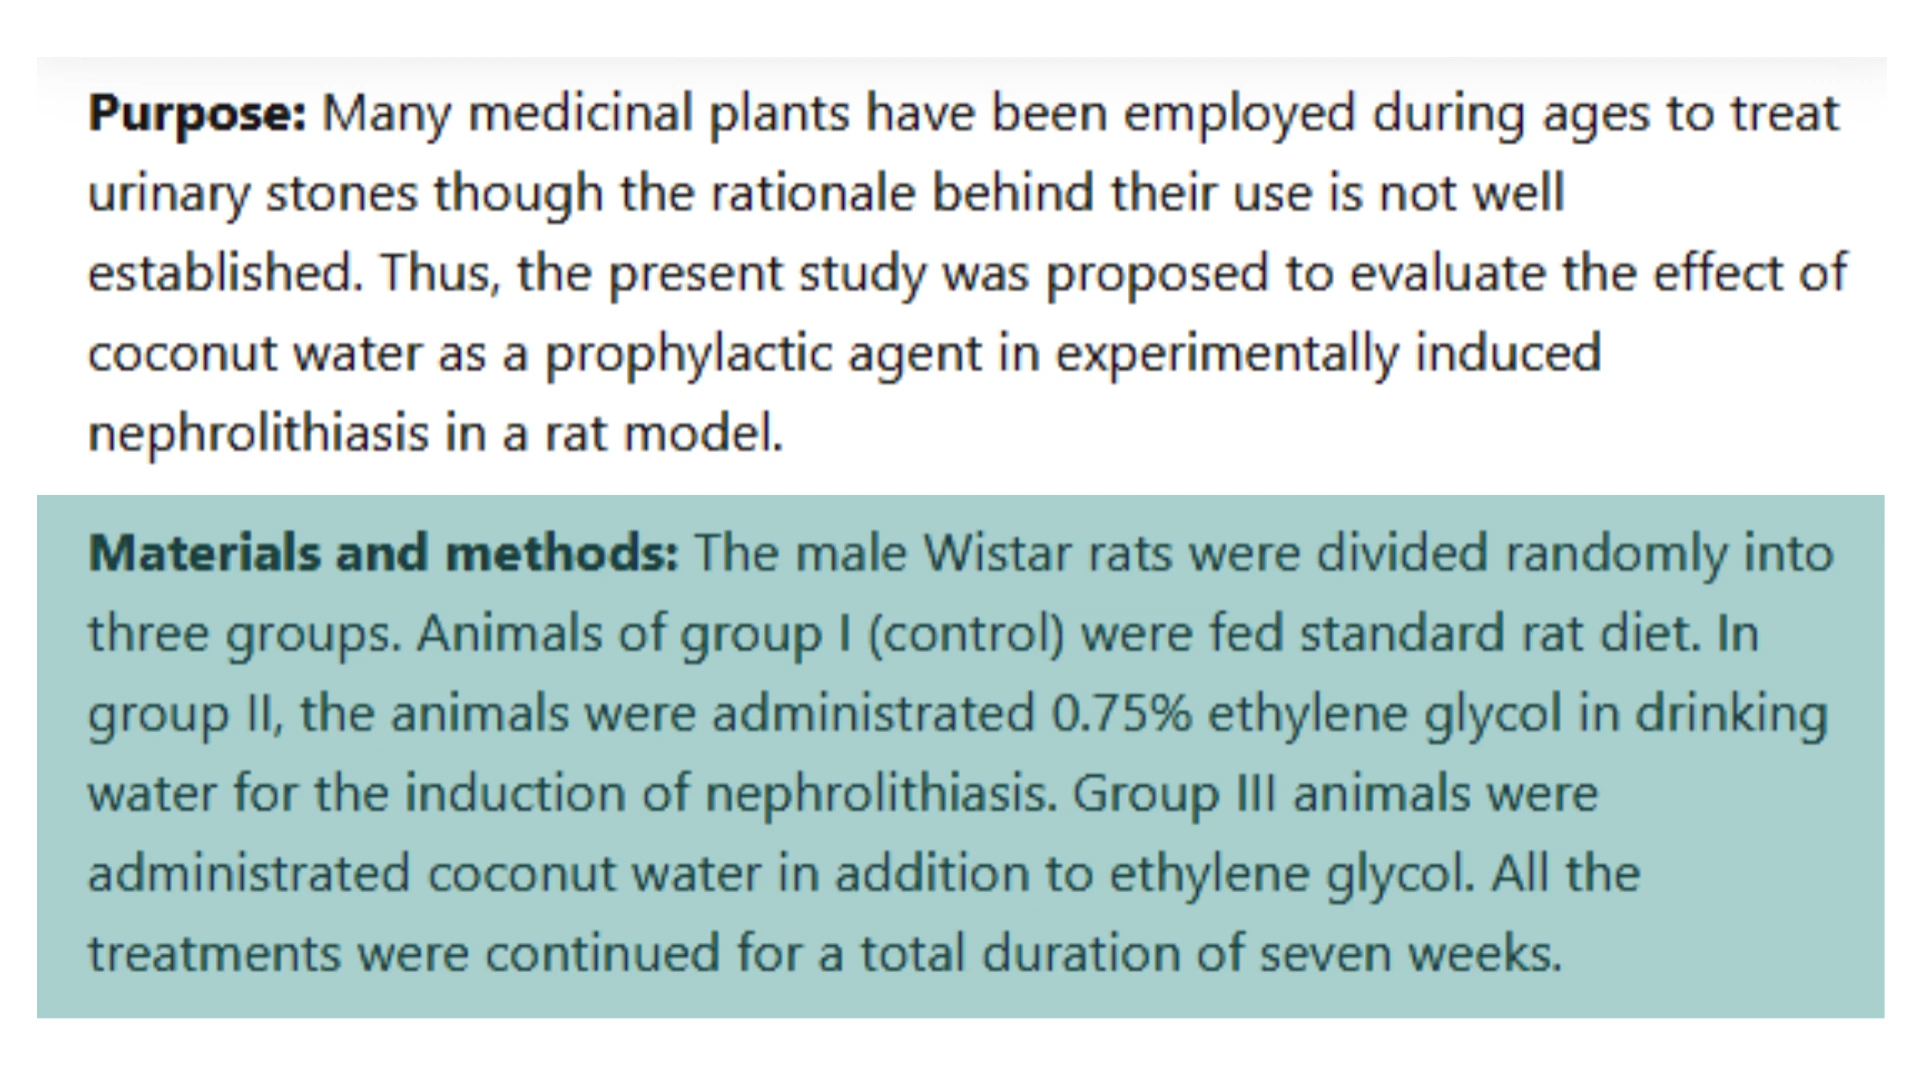 Purpose: Many medicinal plants have been employed during ages to treat
urinary stones though the rationale behind their use is not well
established. Thus, the present study was proposed to evaluate the effect of
coconut water as a prophylactic agent in experimentally induced
nephrolithiasis in a rat model.
Materials and methods: The male Wistar rats were divided randomly into
three groups. Animals of group I (control) were fed standard rat diet. In
group II, the animals were administrated 0.75% ethylene glycol in drinking
water for the induction of nephrolithiasis. Group III animals were
administrated coconut water in addition to ethylene glycol. All the
treatments were continued for a total duration of seven weeks.